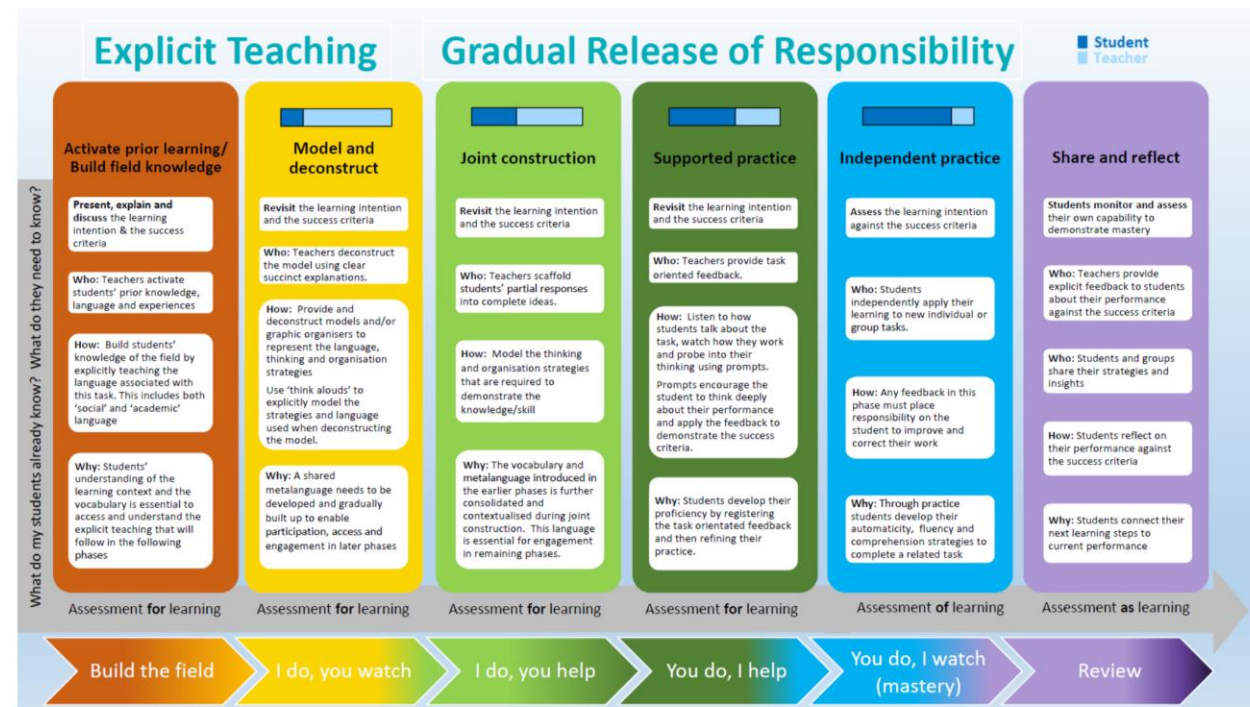 Explicit Teaching
Gradual Release of Responsibility
Student
Teacher
What do my students already know? What do they need to know?
Activate prior learning/
Build field knowledge
Present, explain and
discuss the learning
intention & the success
criteria
Who: Teachers activate
students' prior knowledge,
language and experiences
How: Build students'
knowledge of the field by
explicitly teaching the
language associated with
this task. This includes both
'social' and 'academic'
language
Why: Students'
understanding of the
learning context and the
vocabulary is essential to
access and understand the
explicit teaching that will
follow in the following
phases
Model and
deconstruct
Revisit the learning intention
and the success criteria
Who: Teachers deconstruct
the model using clear
succinct explanations.
How: Provide and
deconstruct models and/or
graphic organisers to
represent the language,
thinking and organisation
strategies
Use 'think alouds' to
explicitly model the
strategies and language
used when deconstructing
the model.
Why: A shared
metalanguage needs to be
developed and gradually
built up to enable
participation, access and
engagement in later phases
Joint construction
Revisit the learning intention
and the success criteria
Who: Teachers scaffold
students' partial responses
into complete ideas.
How: Model the thinking
and organisation strategies
that are required to
demonstrate the
knowledge/skill
Why: The vocabulary and
metalanguage introduced in
the earlier phases is further
consolidated and
contextualised during joint
construction. This language
is essential for engagement
in remaining phases.
Supported practice
Revisit the learning intention
and the success criteria
Who: Teachers provide task
oriented feedback.
How: Listen to how
students talk about the
task, watch how they work
and probe into their
thinking using prompts.
Prompts encourage the
student to think deeply
about their performance
and apply the feedback to
demonstrate the success
criteria.
Why: Students develop their
proficiency by registering
the task orientated feedback
and then refining their
practice.
Independent practice
Assess the learning intention
against the success criteria
Who: Students
independently apply their
learning to new individual or
group tasks.
How: Any feedback in this
phase must place
responsibility on the
student to improve and
correct their work
Why: Through practice
students develop their
automaticity, fluency and
comprehension strategies to
complete a related task
Share and reflect
Students monitor and assess
their own capability to
demonstrate mastery
Who: Teachers provide
explicit feedback to students
about their performance
against the success criteria
Who: Students and groups
share their strategies and
insights
How: Students reflect on
their performance against
the success criteria
Why: Students connect their
next learning steps to
current performance
Assessment for learning
Assessment for learning
Assessment for learning
Assessment for learning
Assessment of learning
Assessment as learning
Build the field
I do, you watch
I do, you help
You do, I help
You do, I watch
(mastery)
Review